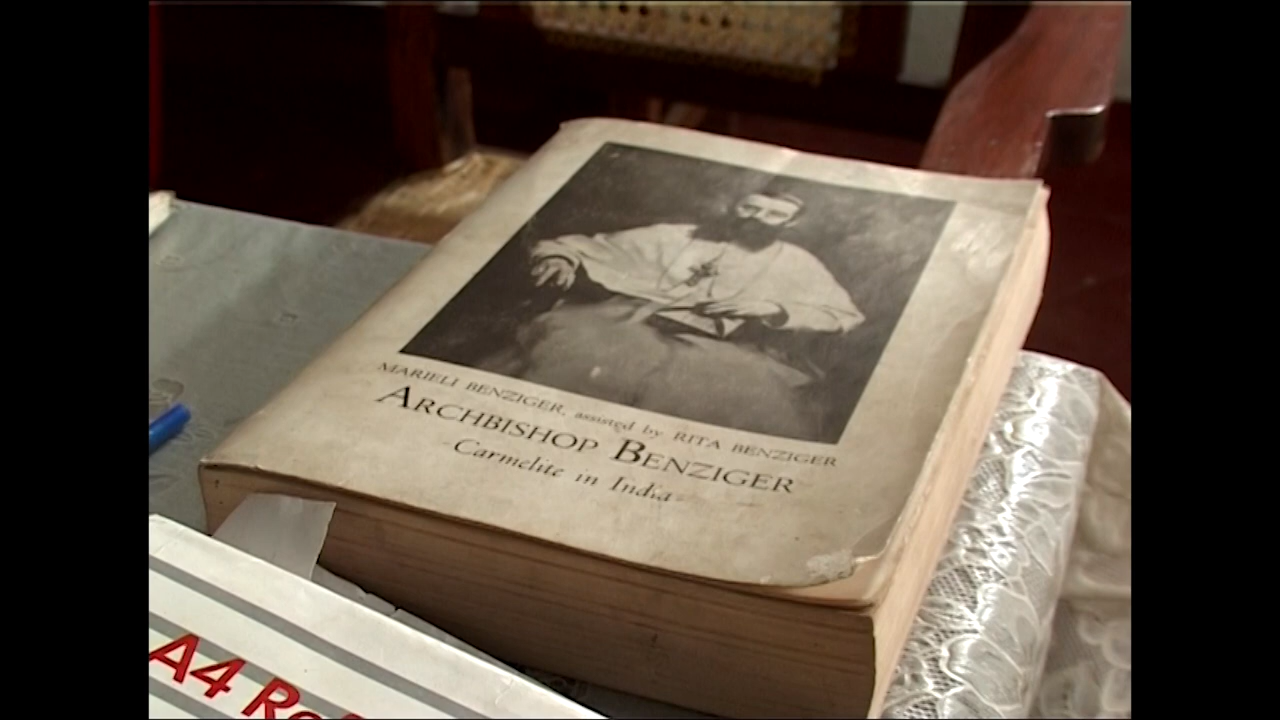 MARIELI BENZIGER, assisted by RITA BENZIGER
ARCHBISHOP BENZIGER
Carmelite in India
A4